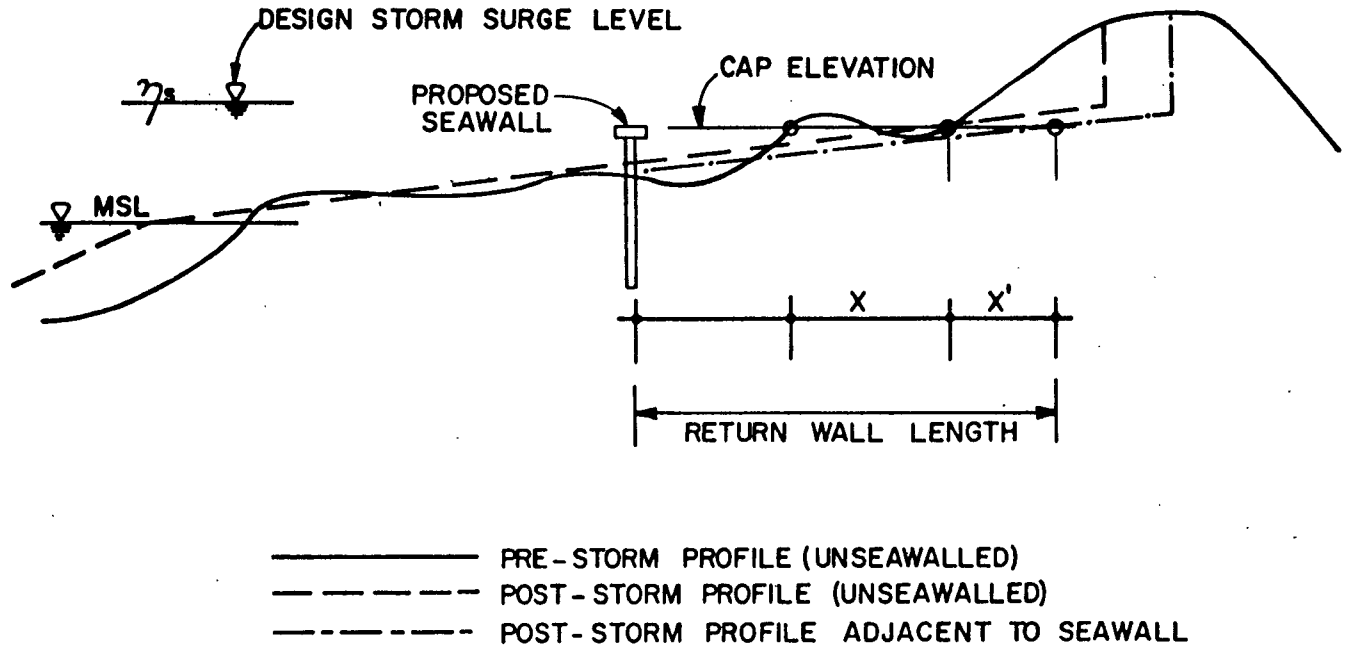 DESIGN STORM SURGE LEVEL
ηs
CAP ELEVATION
PROPOSED
SEAWALL
MSL
X
X'
RETURN WALL LENGTH
PRE-STORM PROFILE (UNSEAWALLED)
POST-STORM PROFILE (UNSEAWALLED)
POST-STORM PROFILE ADJACENT TO SEAWALL